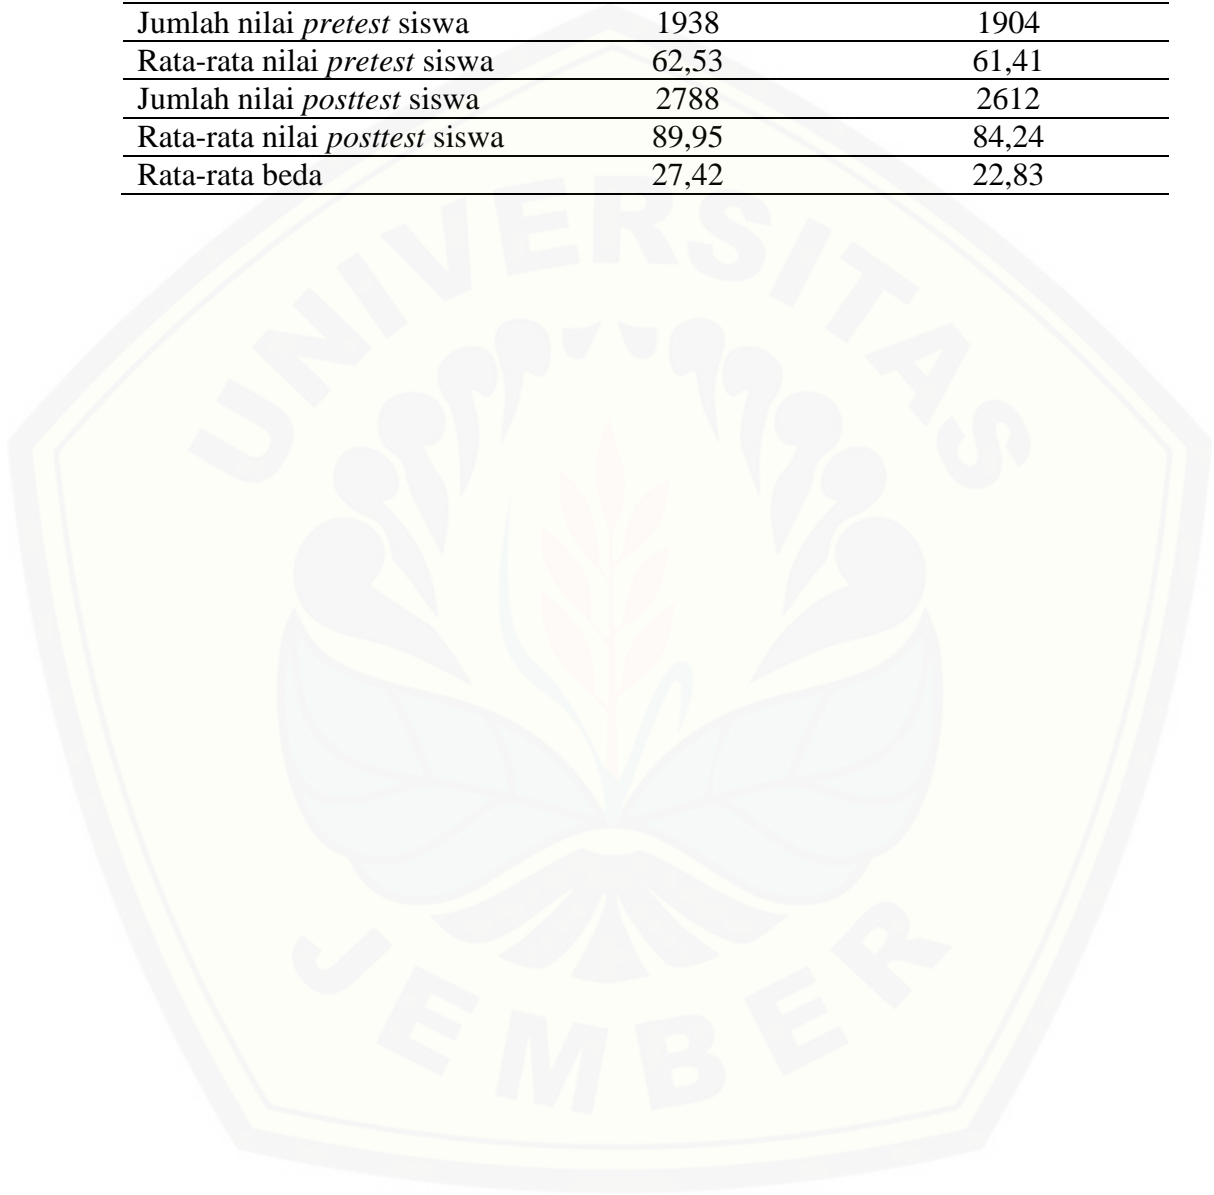 Jumlah nilai pretest siswa 1938 1904
Rata-rata nilai pretest siswa 62,53 61,41
Jumlah nilai posttest siswa 2788 2612
Rata-rata nilai posttest siswa 89,95 84,24
Rata-rata beda 27,42 22,83
UNIVERSITAS
JEMBER